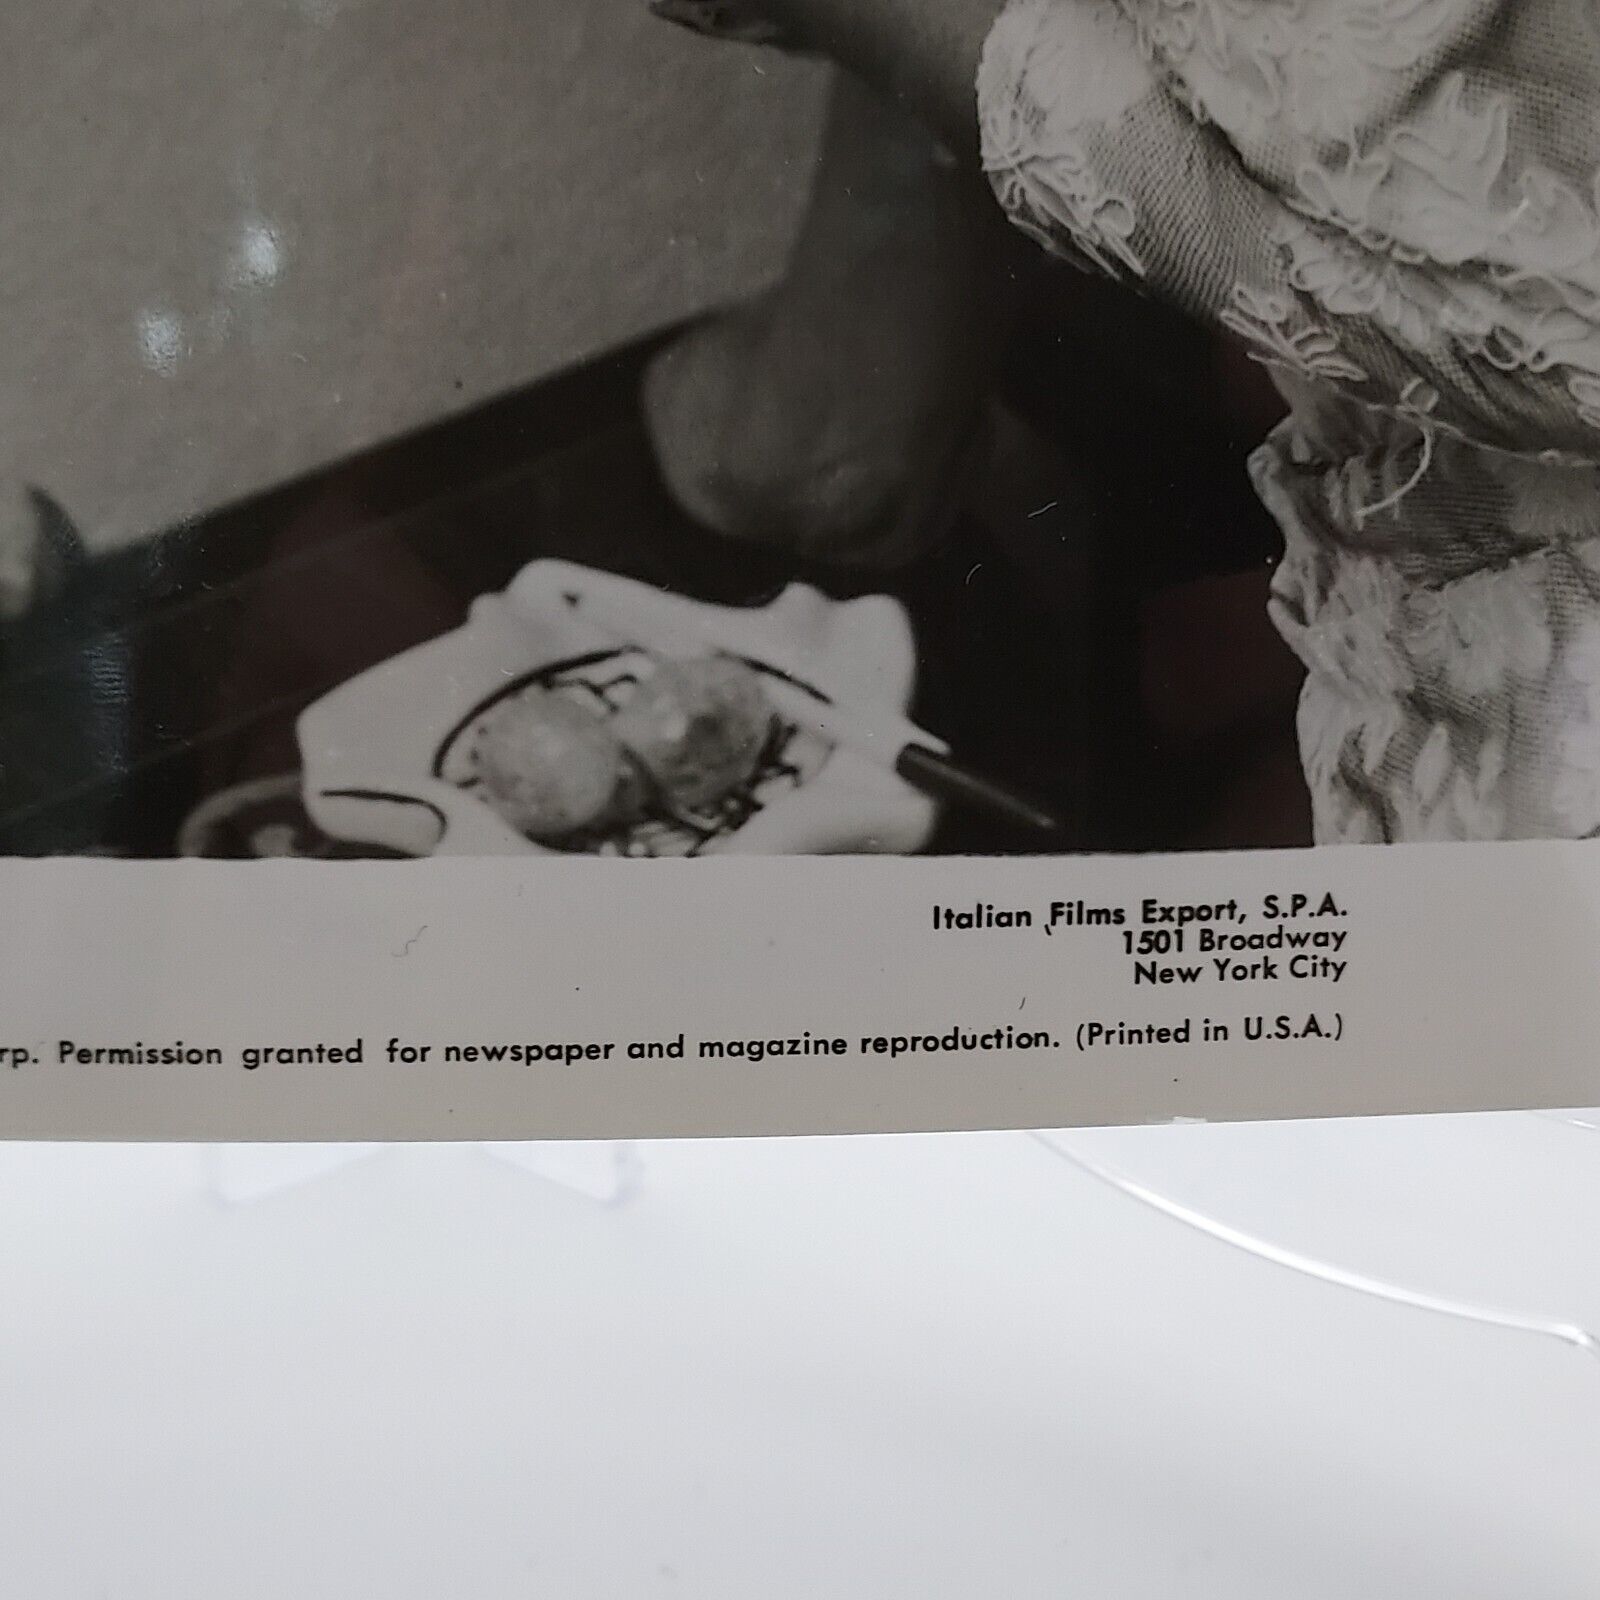 Italian Films Export, S.P.A.
1501 Broadway
New York City
rp. Permission granted for newspaper and magazine reproduction. (Printed in U.S.A.)